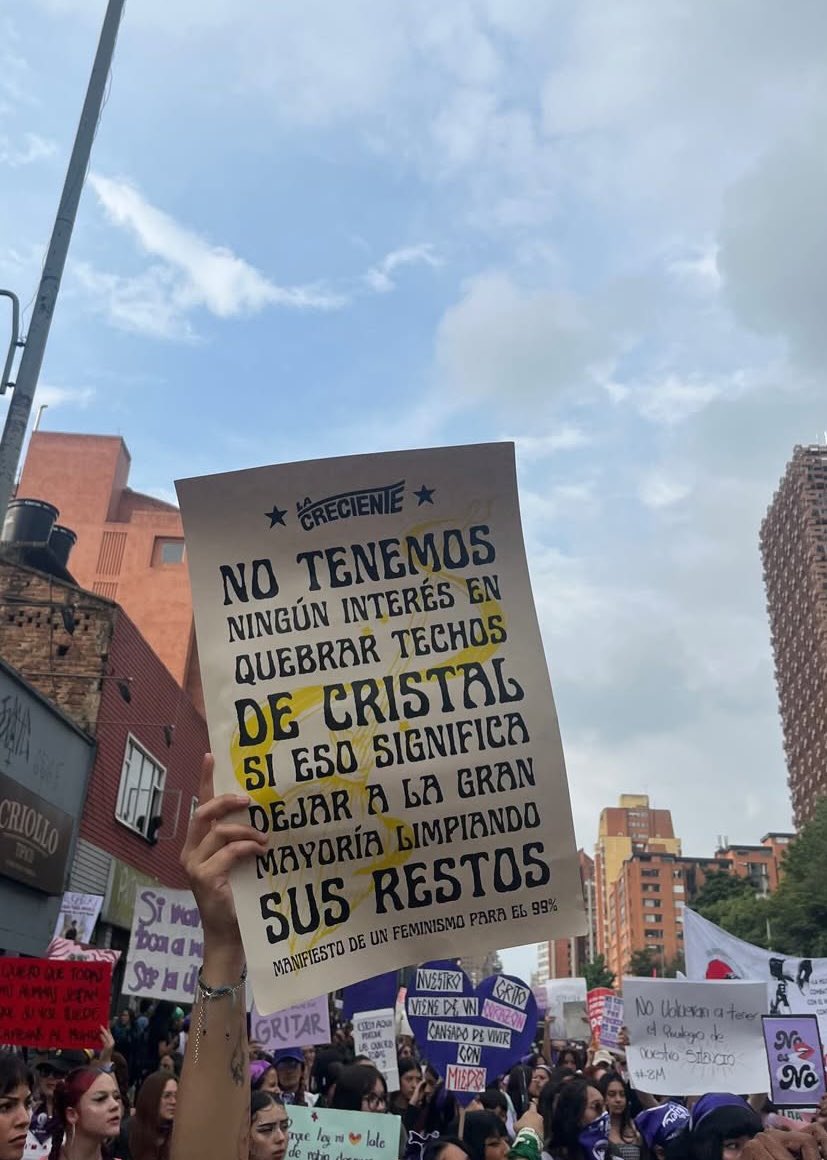 LA
CRECIENTE
NO TENEMOS
NINGÚN INTERÉS EN
QUEBRAR TECHOS
DE CRISTAL
SI ESO SIGNIFICA
DEJAR A LA GRAN
MAYORÍA LIMPIANDO
SUS RESTOS
MANIFIESTO DE UN FEMINISMO PARA EL 99%
CRIOLLO
GRITAR
NUESTRO GRITO
VIENE DE UN CORAZON
CANSADO DE VIVIR
CON
MIEDO
No Volverán a tener
el Privilegio de
nuestro Silencio
#8M
No
es
No